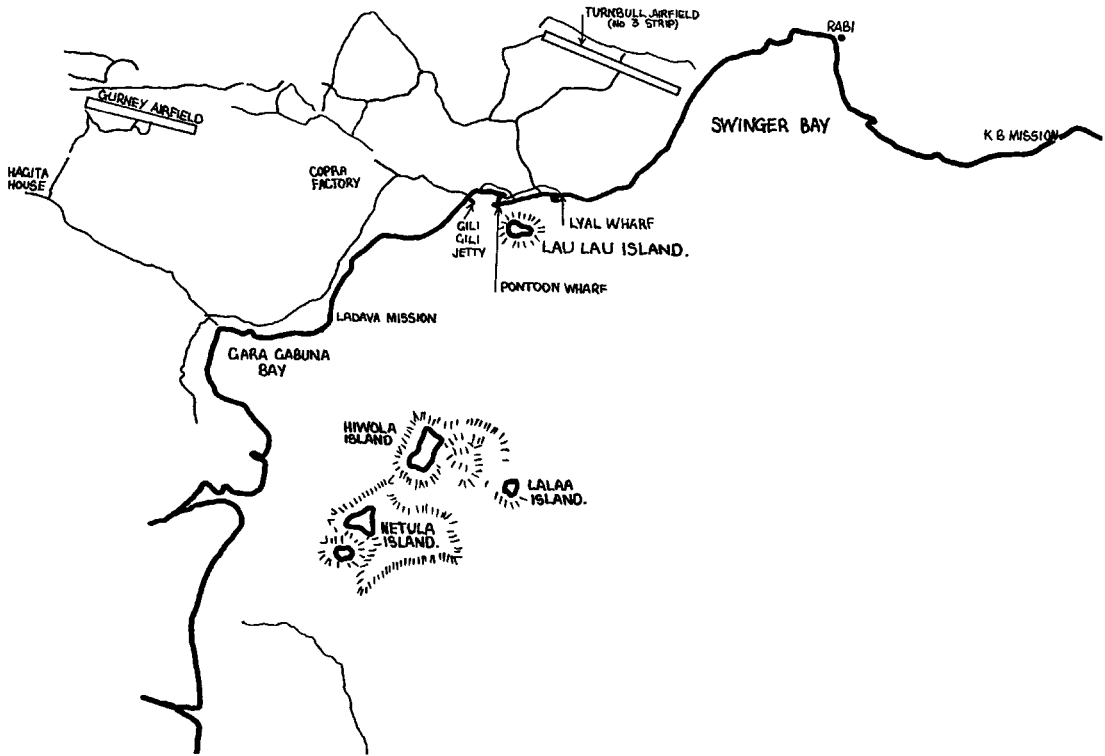 TURNBULL AIRFIELD
(No 3 STRIP)
RABI
GURNEY AIRFIELD
SWINGER BAY
K B MISSION
HAGITA
HOUSE
COPRA
FACTORY
GILI
GILI
JETTY
LYAL WHARF
LAU LAU ISLAND.
PONTOON WHARF
LADAVA MISSION
GARA GABUNA
BAY
HIWOLA
ISLAND
LALAA
ISLAND.
NETULA
ISLAND.